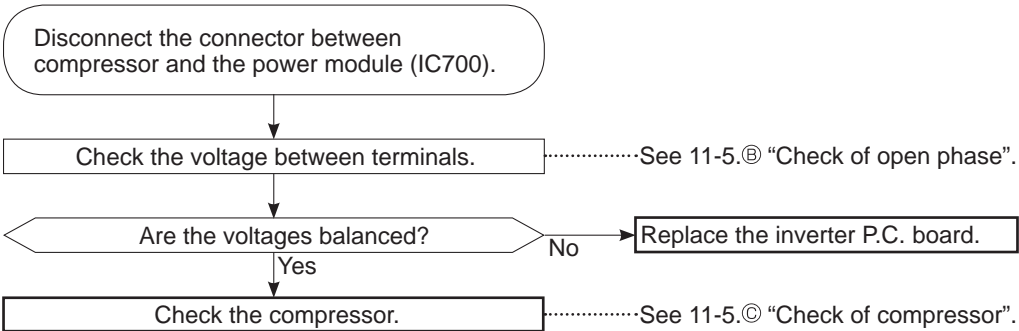 Disconnect the connector between
compressor and the power module (IC700).
Check the voltage between terminals.
See 11-5.Ⓑ “Check of open phase”.
Are the voltages balanced?
No
Replace the inverter P.C. board.
Yes
Check the compressor.
See 11-5.Ⓒ “Check of compressor”.